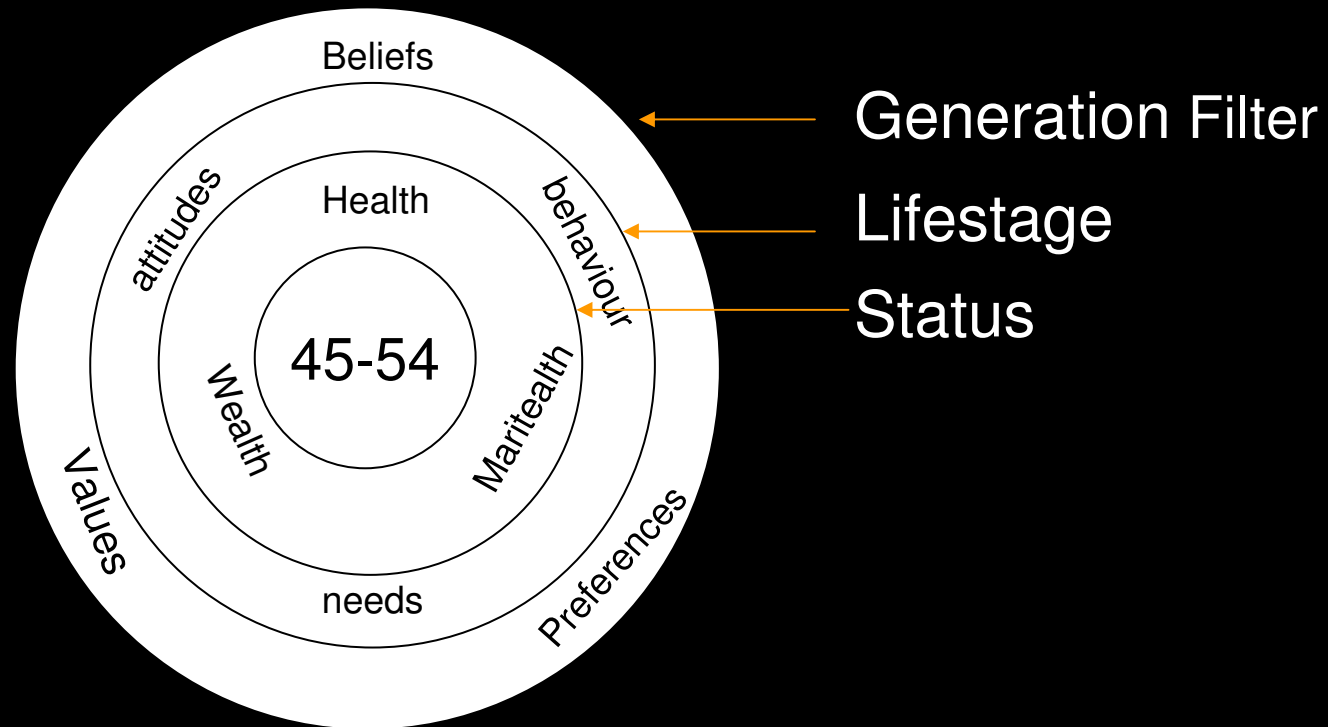 Beliefs
attitudes
behaviour
Health
45-54
Wealth
Maritealth
Values
needs
Preferences
Generation Filter
Lifestage
Status